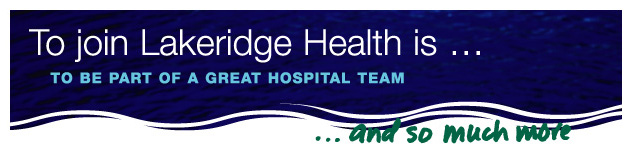 To join Lakeridge Health is ...
TO BE PART OF A GREAT HOSPITAL TEAM
... and so much more